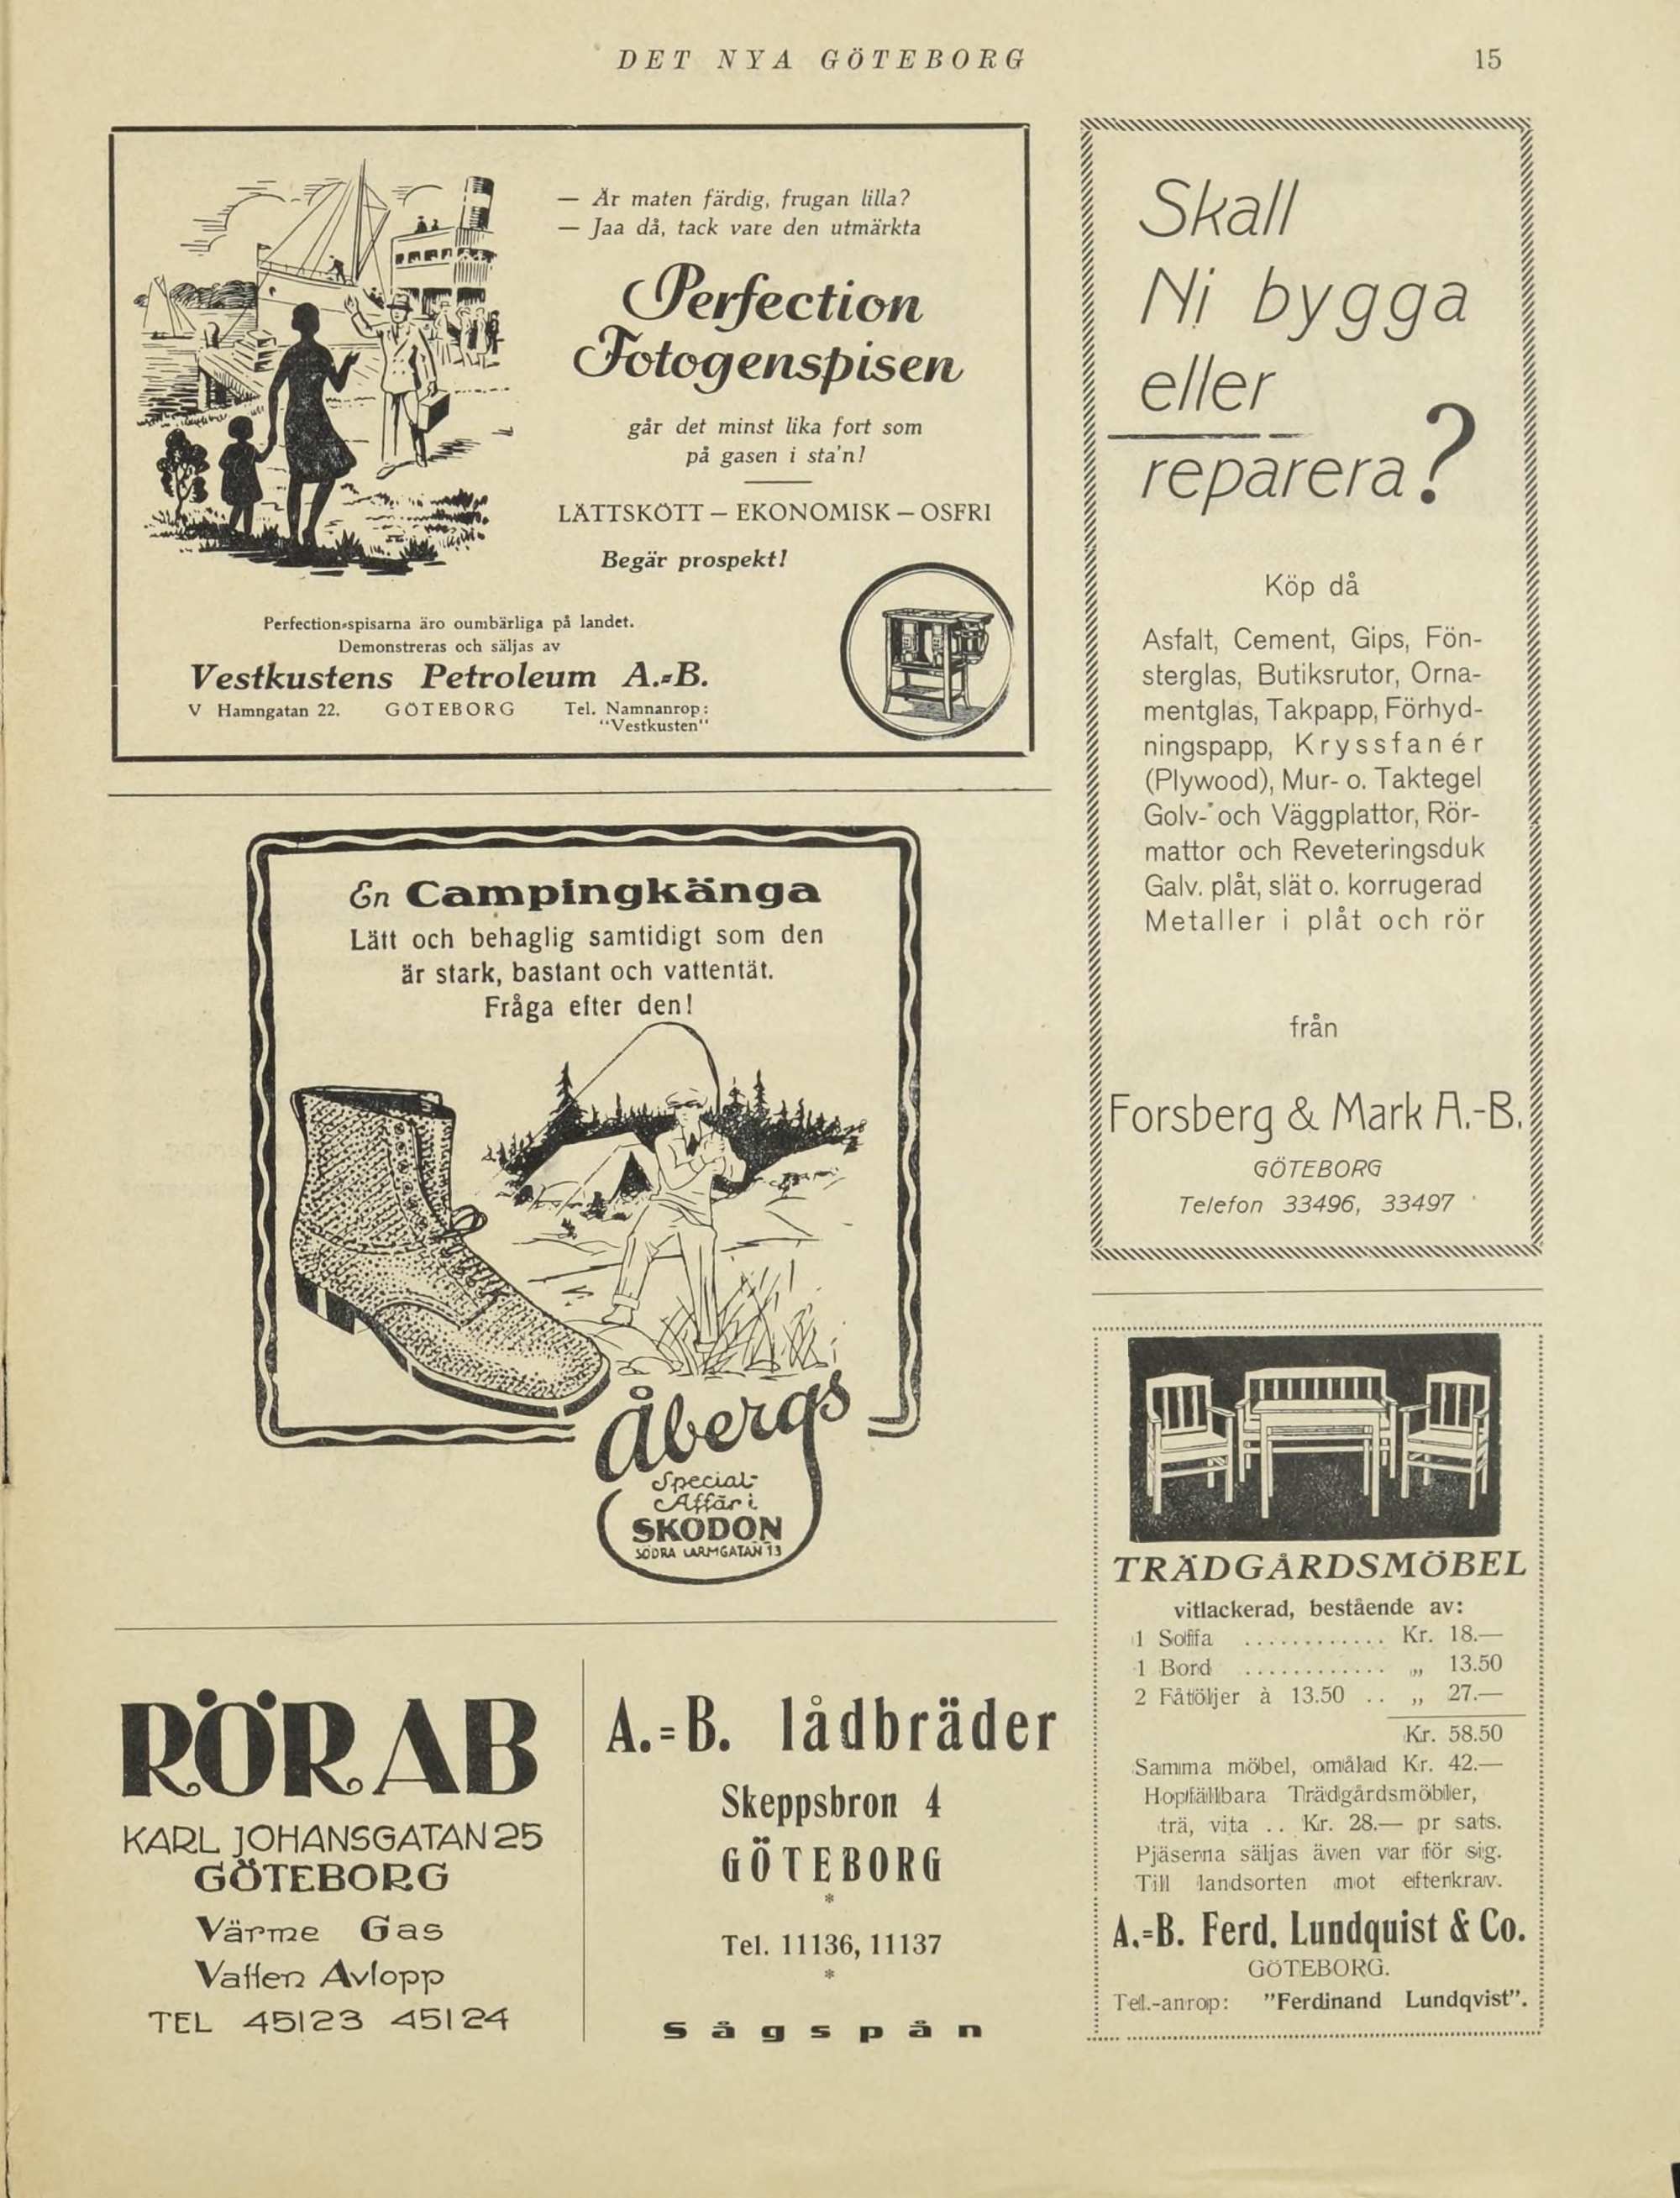 DET NYA GÖTEBORG
15
— Är maten färdig, frugan lilla?
— Jaa då, tack vare den utmärkta
Perfection
Fotogenspisen
går det minst lika fort som
på gasen i sta'n!
LÄTTSKÖTT – EKONOMISK – OSFRI
Begär prospekt!
Perfection-spisarna äro oumbärliga på landet.
Demonstreras och säljas av
Vestkustens Petroleum A.-B.
V Hamngatan 22. GÖTEBORG Tel. Namnanrop:
"Vestkusten"
En Campingkänga
Lätt och behaglig samtidigt som den
är stark, bastant och vattentät.
Fråga efter den!
Åbergs
Special-
Affär i
SKODON
SÖDRA LARMGATAN 13
RÖR AB
KARL JOHANSGATAN 25
GÖTEBORG
Värme Gas
Vatten Avlopp
TEL 45123 45124
A.-B. lådbräder
Skeppsbron 4
GÖTEBORG
*
Tel. 11136, 11137
*
Sågspån
Skall
Ni bygga
eller
reparera?
Köp då
Asfalt, Cement, Gips, Fön-
sterglas, Butiksrutor, Orna-
mentglas, Takpapp, Förhyd-
ningspapp, Kryssfanér
(Plywood), Mur- o. Taktegel
Golv- och Väggplattor, Rör-
mattor och Reveteringsduk
Galv. plåt, slät o. korrugerad
Metaller i plåt och rör
från
Forsberg & Mark A.-B.
GÖTEBORG
Telefon 33496, 33497
TRÄDGÅRDSMÖBEL
vitlackerad, bestående av:
1 Soffa ............ Kr. 18.—
1 Bord ............ „ 13.50
2 Fåtöljer à 13.50 .. „ 27.—
Kr. 58.50
Samma möbel, omålad Kr. 42.—
Hopfällbara Trädgårdsmöbler,
trä, vita .. Kr. 28.— pr sats.
Pjäserna säljas även var för sig.
Till landsorten mot efterkrav.
A.-B. Ferd. Lundquist & Co.
GÖTEBORG.
Tel.-anrop: "Ferdinand Lundqvist".